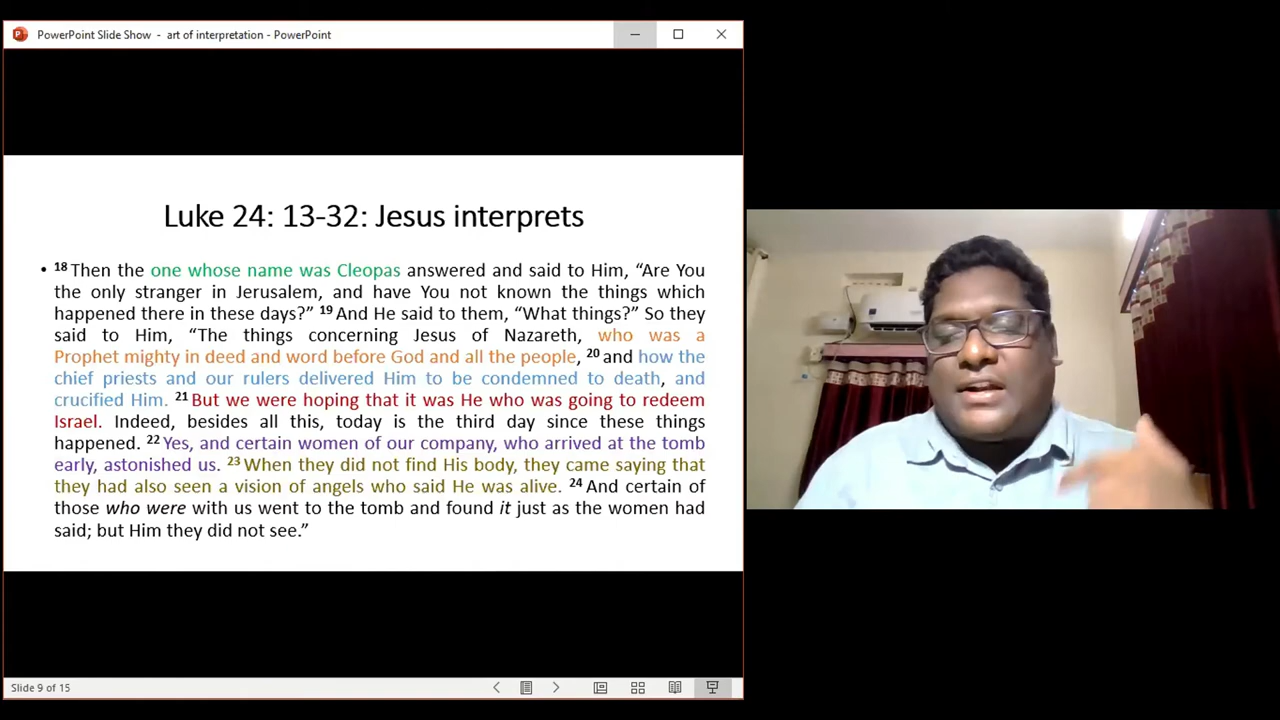 PowerPoint Slide Show - art of interpretation - PowerPoint
Luke 24: 13-32: Jesus interprets
• 18 Then the one whose name was Cleopas answered and said to Him, “Are You
the only stranger in Jerusalem, and have You not known the things which
happened there in these days?” 19 And He said to them, “What things?” So they
said to Him, “The things concerning Jesus of Nazareth, who was a
Prophet mighty in deed and word before God and all the people, 20 and how the
chief priests and our rulers delivered Him to be condemned to death, and
crucified Him. 21 But we were hoping that it was He who was going to redeem
Israel. Indeed, besides all this, today is the third day since these things
happened. 22 Yes, and certain women of our company, who arrived at the tomb
early, astonished us. 23 When they did not find His body, they came saying that
they had also seen a vision of angels who said He was alive. 24 And certain of
those who were with us went to the tomb and found it just as the women had
said; but Him they did not see.”
Slide 9 of 15